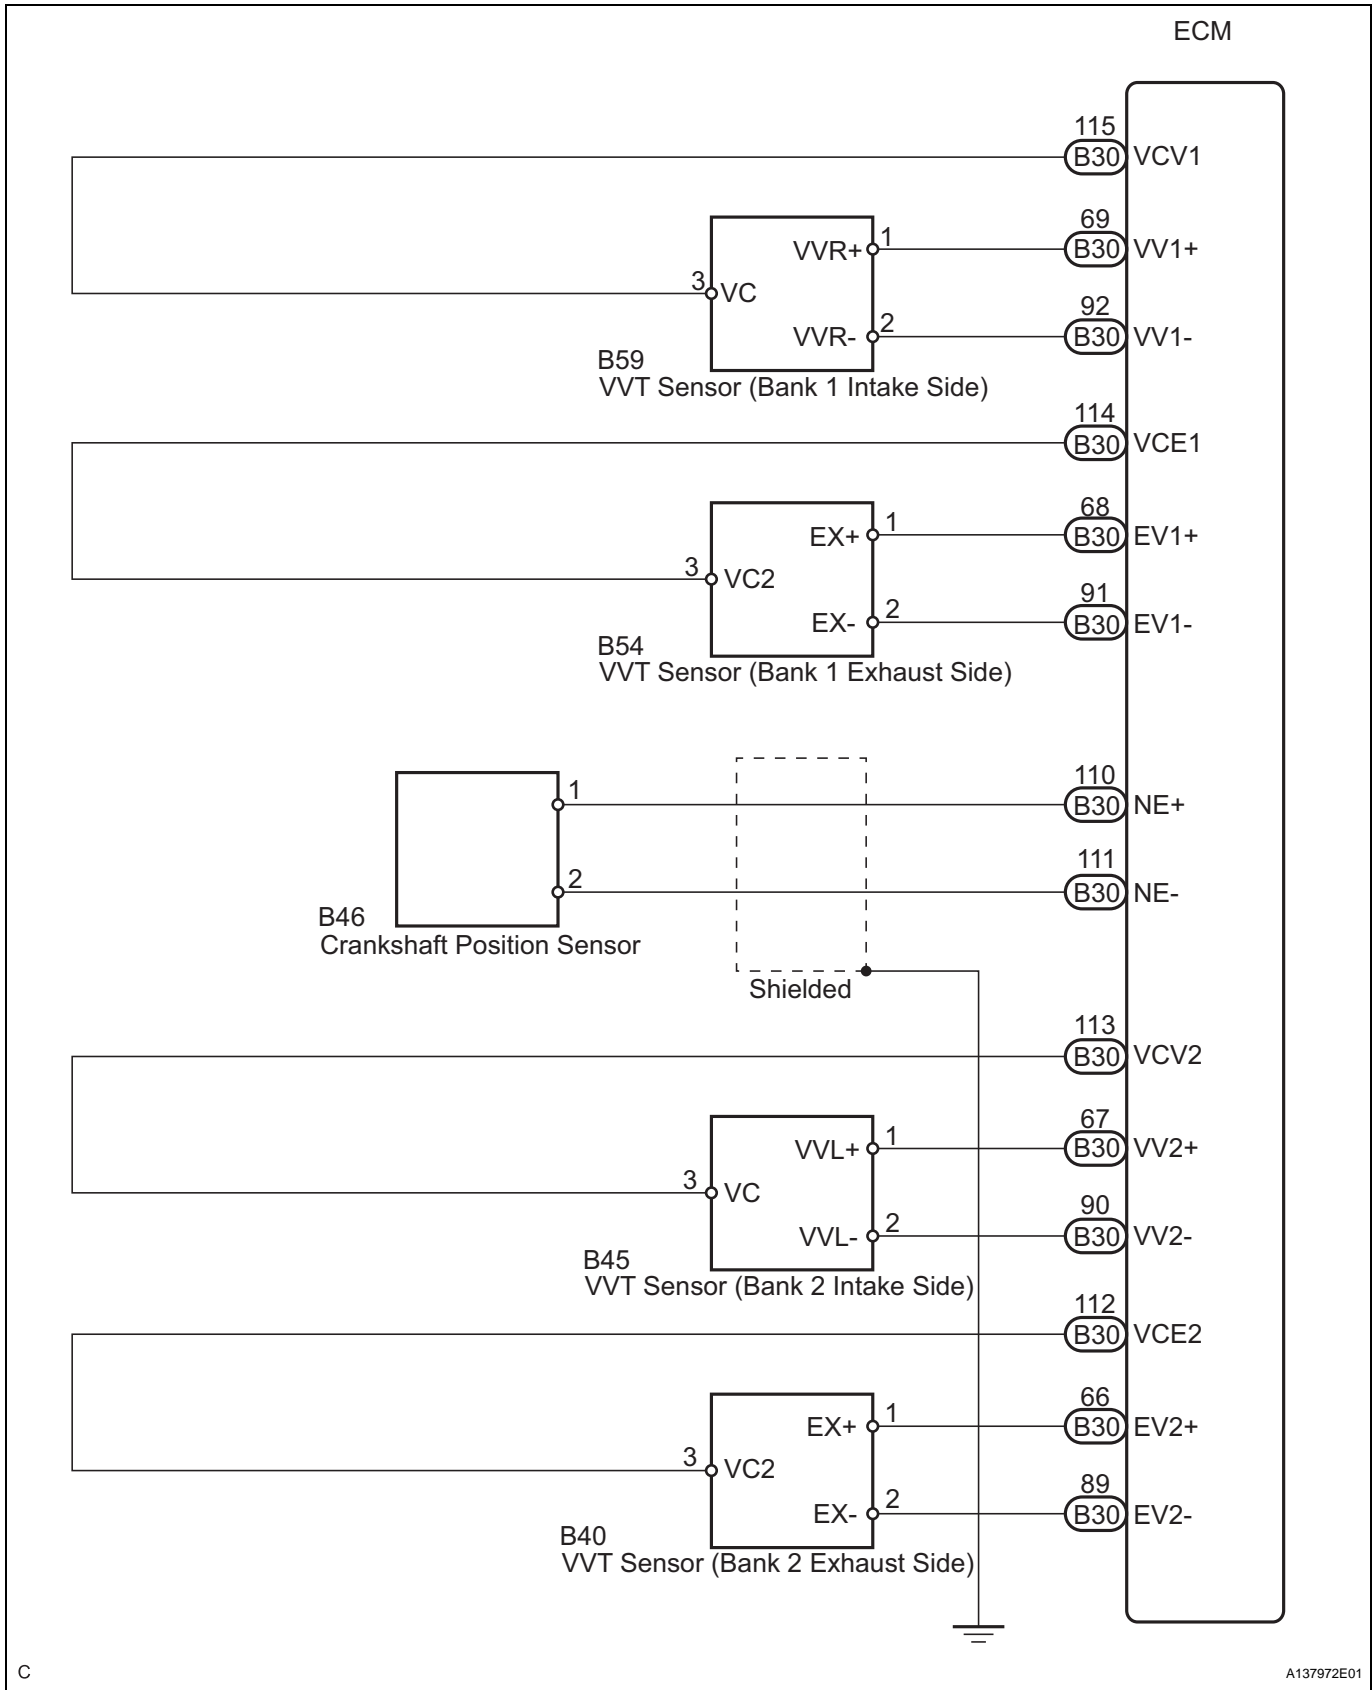 ECM
115
B30 VCV1
69
VVR+ 1 B30 VV1+
3 VC
92
VVR- 2 B30 VV1-
B59
VVT Sensor (Bank 1 Intake Side)
114
B30 VCE1
68
EX+ 1 B30 EV1+
3 VC2
91
EX- 2 B30 EV1-
B54
VVT Sensor (Bank 1 Exhaust Side)
110
1 B30 NE+
111
2 B30 NE-
B46
Crankshaft Position Sensor
Shielded
113
B30 VCV2
67
VVL+ 1 B30 VV2+
3 VC
90
VVL- 2 B30 VV2-
B45
VVT Sensor (Bank 2 Intake Side)
112
B30 VCE2
66
EX+ 1 B30 EV2+
3 VC2
89
EX- 2 B30 EV2-
B40
VVT Sensor (Bank 2 Exhaust Side)
C
A137972E01